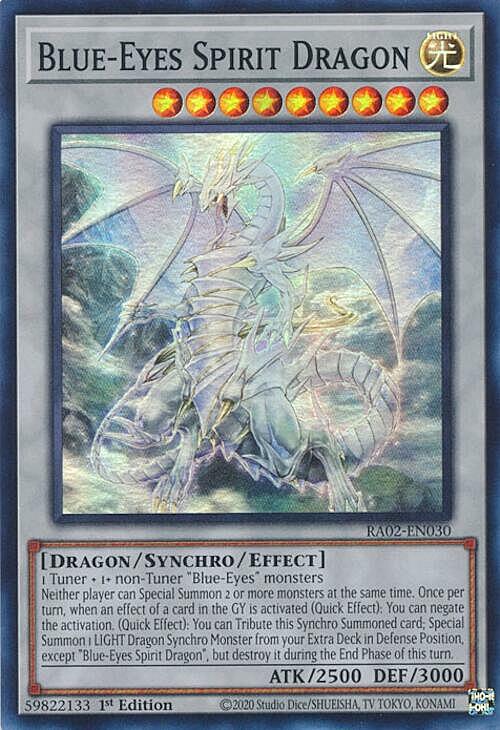 BLUE-EYES SPIRIT DRAGON
LIGHT
光
RA02-EN030
[DRAGON/SYNCHRO/EFFECT]
1 Tuner + 1+ non-Tuner "Blue-Eyes" monsters
Neither player can Special Summon 2 or more monsters at the same time. Once per
turn, when an effect of a card in the GY is activated (Quick Effect): You can negate
the activation. (Quick Effect): You can Tribute this Synchro Summoned card; Special
Summon 1 LIGHT Dragon Synchro Monster from your Extra Deck in Defense Position,
except "Blue-Eyes Spirit Dragon", but destroy it during the End Phase of this turn.
ATK/2500 DEF/3000
59822133 1st Edition ©2020 Studio Dice/SHUEISHA, TV TOKYO, KONAMI